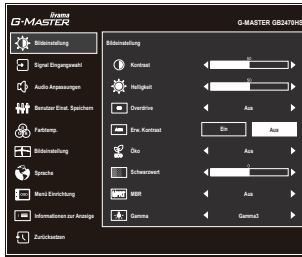 iiyama
G-MASTER
G-MASTER GB2470HS
Bildeinstellung
Signal Eingangswahl
Audio Anpassungen
Benutzer Einst. Speichern
Farbtemp.
Bildeinstellung
Sprache
Menü Einrichtung
Informationen zur Anzeige
Zurücksetzen
Bildeinstellung
Kontrast 50
Helligkeit 50
Overdrive Aus
Erw. Kontrast Ein Aus
Öko Aus
Schwarzwert 0
MBR Aus
Gamma Gamma3